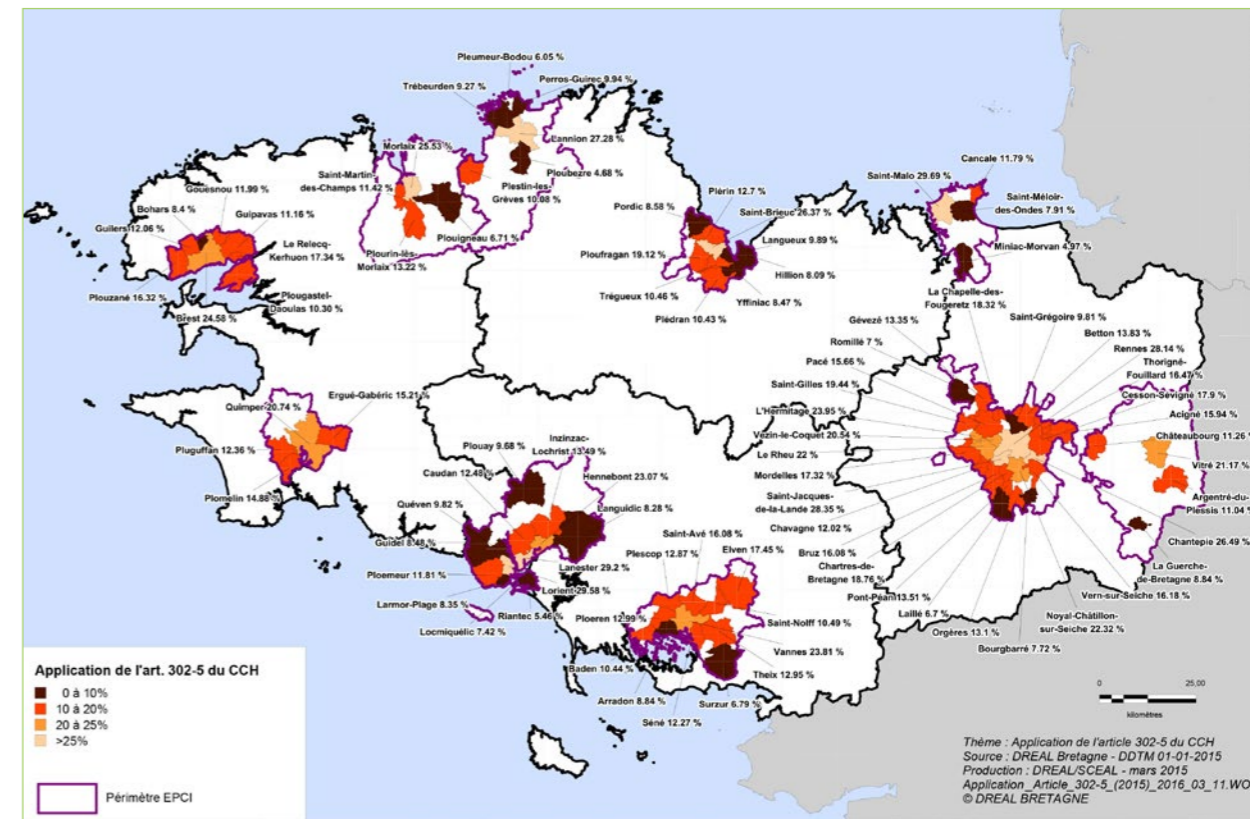 Pleumeur-Bodou 6.05 %
Trébeurden 9.27 %
Perros-Guirec 9.94 %
Lannion 27.28 %
Morlaix 25.53 %
Ploubezre 4.68 %
Saint-Martin-
des-Champs 11.42 %
Plestin-les-
Grèves 10.08 %
Gouesnou 11.99 %
Bohars 8.4 %
Guipavas 11.16 %
Guilers 12.06 %
Le Relecq-
Kerhuon 17.34 %
Plouigneau 6.71 %
Plourin-lès-
Morlaix 13.22 %
Plouzané 16.32 %
Plougastel-
Daoulas 10.30 %
Brest 24.58 %
Plérin 12.7 %
Pordic 8.58 %
Saint-Brieuc 26.37 %
Langueux 9.89 %
Ploufragan 19.12 %
Hillion 8.09 %
Trégueux 10.46 %
Yffiniac 8.47 %
Plédran 10.43 %
Cancale 11.79 %
Saint-Malo 29.69 %
Saint-Méloir-
des-Ondes 7.91 %
Miniac-Morvan 4.97 %
La Chapelle-des-
Fougeretz 18.32 %
Saint-Grégoire 9.81 %
Gévezé 13.35 %
Betton 13.83 %
Romillé 7 %
Rennes 28.14 %
Pacé 15.66 %
Thorigné-
Fouillard 16.47 %
Saint-Gilles 19.44 %
Cesson-Sévigné 17.9 %
L'Hermitage 23.95 %
Acigné 15.94 %
Vezin-le-Coquet 20.54 %
Châteaubourg 11.26 %
Le Rheu 22 %
Vitré 21.17 %
Mordelles 17.32 %
Argentré-du-
Plessis 11.04 %
Saint-Jacques-
de-la-Lande 28.35 %
Chavagne 12.02 %
Chantepie 26.49 %
Bruz 16.08 %
La Guerche-
de-Bretagne 8.84 %
Chartres-de-
Bretagne 18.76 %
Vern-sur-Seiche 16.18 %
Pont-Péan 13.51 %
Laillé 6.7 %
Noyal-Châtillon-
sur-Seiche 22.32 %
Orgères 13.1 %
Bourgbarré 7.72 %
Ergué-Gabéric 15.21 %
Quimper 20.74 %
Pluguffan 12.36 %
Plomelin 14.88 %
Plouay 9.68 %
Inzinzac-
Lochrist 13.49 %
Caudan 12.48 %
Hennebont 23.07 %
Quéven 9.82 %
Languidic 8.28 %
Guidel 8.48 %
Lanester 29.2 %
Ploemeur 11.81 %
Lorient 29.58 %
Larmor-Plage 8.35 %
Riantec 5.46 %
Locmiquélic 7.42 %
Saint-Avé 16.08 %
Plescop 12.87 %
Elven 17.45 %
Ploeren 12.99 %
Saint-Nolff 10.49 %
Vannes 23.81 %
Baden 10.44 %
Theix 12.95 %
Arradon 8.84 %
Surzur 6.79 %
Séné 12.27 %
Application de l'art. 302-5 du CCH
0 à 10%
10 à 20%
20 à 25%
>25%
Périmètre EPCI
0 25,00
kilomètres
Thème : Application de l'article 302-5 du CCH
Source : DREAL Bretagne - DDTM 01-01-2015
Production : DREAL/SCEAL - mars 2015
Application_Article_302-5_(2015)_2016_03_11.WO
© DREAL BRETAGNE